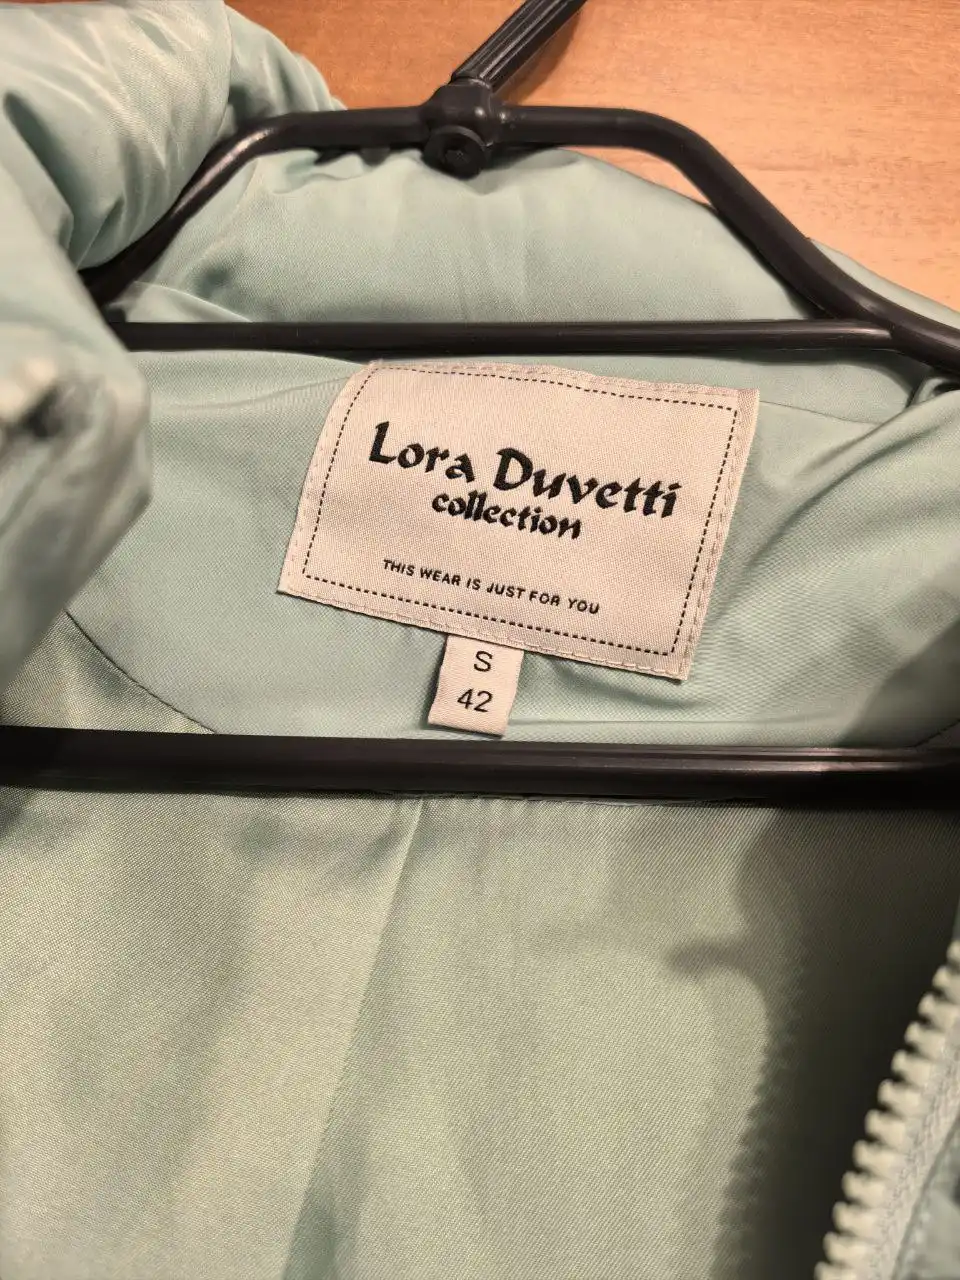 Lora Duvetti
collection
THIS WEAR IS JUST FOR YOU
S
42